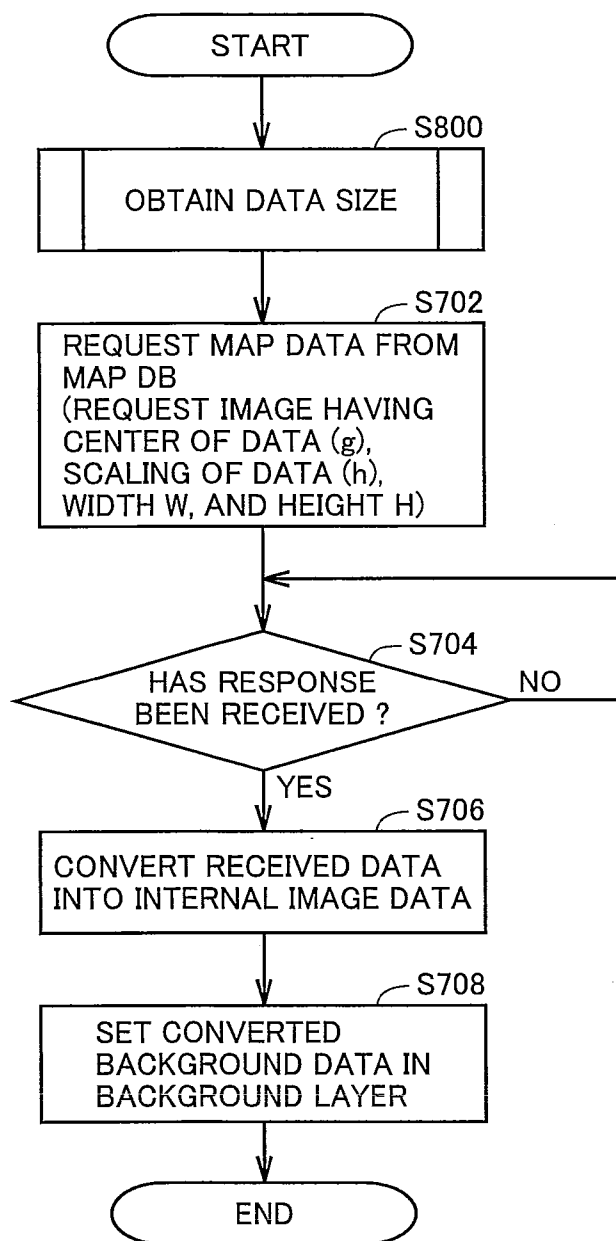 START
S800
OBTAIN DATA SIZE
S702
REQUEST MAP DATA FROM
MAP DB
(REQUEST IMAGE HAVING
CENTER OF DATA (g),
SCALING OF DATA (h),
WIDTH W, AND HEIGHT H)
S704
HAS RESPONSE
BEEN RECEIVED ?
NO
YES
S706
CONVERT RECEIVED DATA
INTO INTERNAL IMAGE DATA
S708
SET CONVERTED
BACKGROUND DATA IN
BACKGROUND LAYER
END